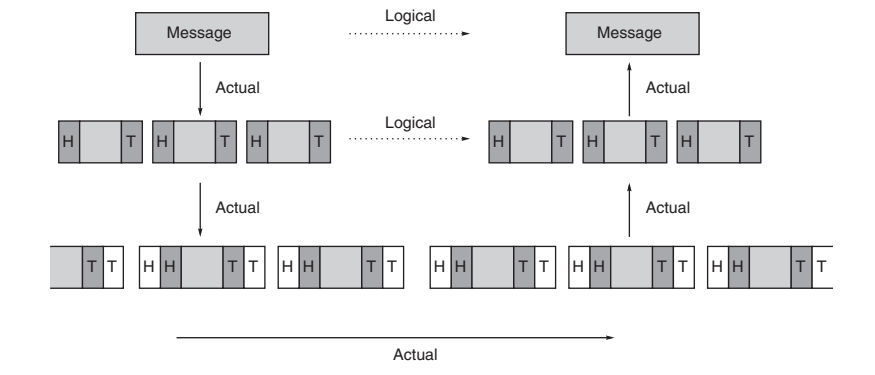 Logical
Message Message
Actual Actual
Logical
H T H T H T H T H T H T
Actual Actual
T T H H T T H H T T H H T T H H T T H H T T
Actual